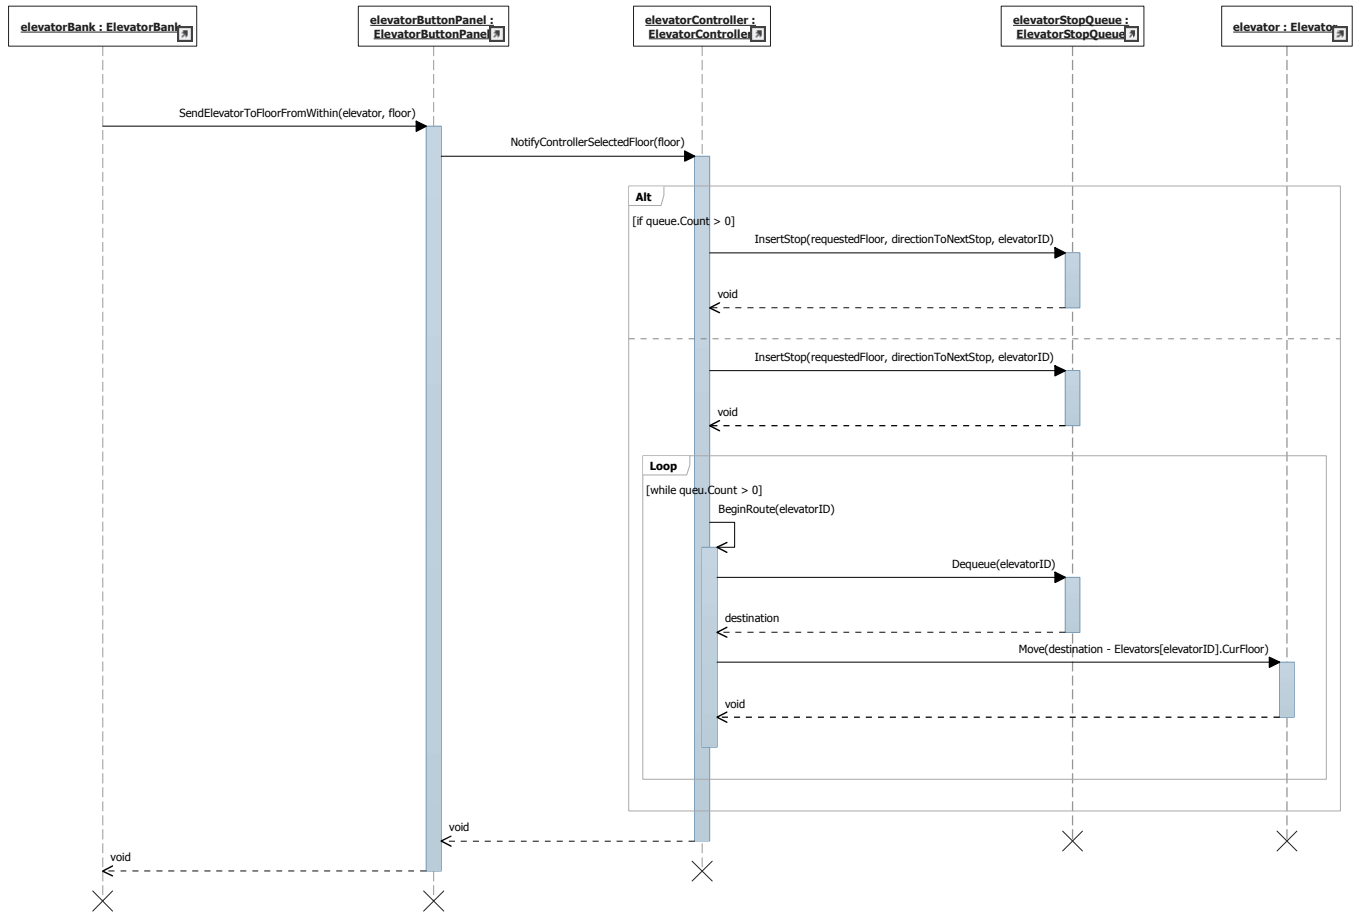 elevatorBank : ElevatorBank
elevatorButtonPanel :
ElevatorButtonPanel
elevatorController :
ElevatorController
elevatorStopQueue :
ElevatorStopQueue
elevator : Elevator
SendElevatorToFloorFromWithin(elevator, floor)
NotifyControllerSelectedFloor(floor)
Alt
[if queue.Count > 0]
InsertStop(requestedFloor, directionToNextStop, elevatorID)
void
InsertStop(requestedFloor, directionToNextStop, elevatorID)
void
Loop
[while queu.Count > 0]
BeginRoute(elevatorID)
Dequeue(elevatorID)
destination
Move(destination - Elevators[elevatorID].CurFloor)
void
void
void